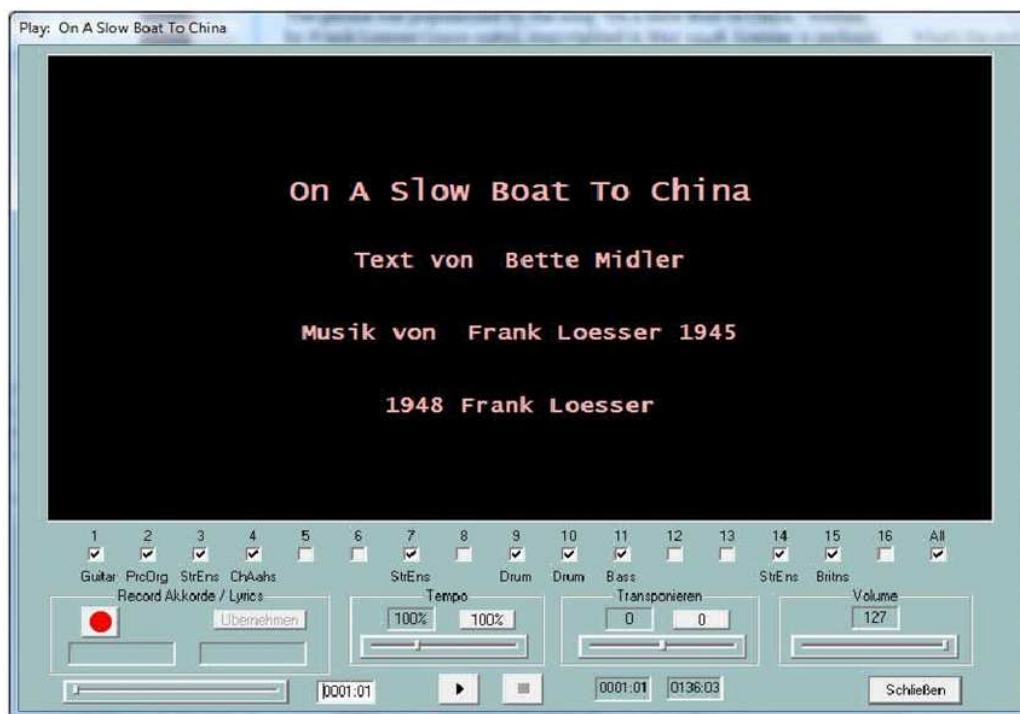 Play: On A Slow Boat To China
On A Slow Boat To China
Text von Bette Midler
Musik von Frank Loesser 1945
1948 Frank Loesser
1 2 3 4 5 6 7 8 9 10 11 12 13 14 15 16 All
Guitar PrcOrg StrEns ChAahs StrEns Drum Drum Bass StrEns Britns
Record Akkorde / Lyrics Tempo Transponieren Volume
Übernehmen 100% 100% 0 0 127
0001:01 0001:01 0136:03 Schließen